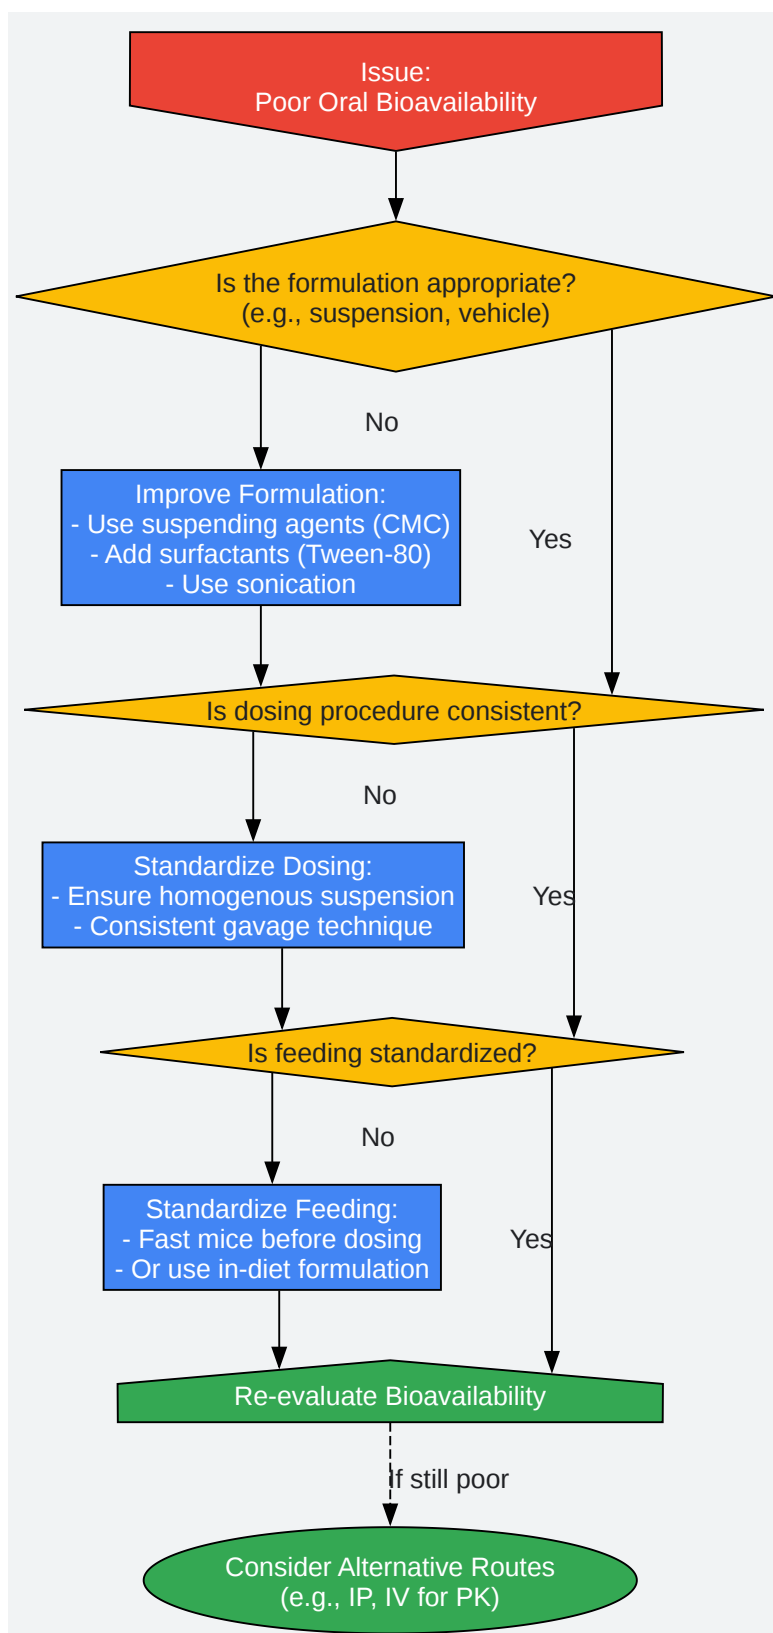 Issue:
Poor Oral Bioavailability
Is the formulation appropriate?
(e.g., suspension, vehicle)
No
Improve Formulation:
- Use suspending agents (CMC)
- Add surfactants (Tween-80)
- Use sonication
Yes
Is dosing procedure consistent?
No
Standardize Dosing:
- Ensure homogenous suspension
- Consistent gavage technique
Yes
Is feeding standardized?
No
Standardize Feeding:
- Fast mice before dosing
- Or use in-diet formulation
Yes
Re-evaluate Bioavailability
If still poor
Consider Alternative Routes
(e.g., IP, IV for PK)